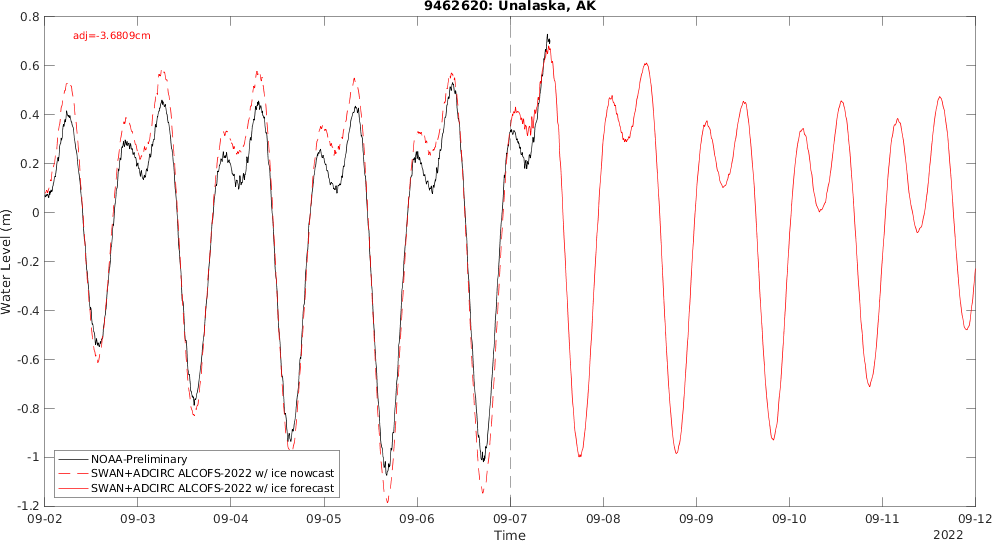 9462620: Unalaska, AK
adj=-3.6809cm
0.8
0.6
0.4
0.2
0
-0.2
-0.4
-0.6
-0.8
-1
-1.2
Water Level (m)
NOAA-Preliminary
SWAN+ADCIRC ALCOFS-2022 w/ ice nowcast
SWAN+ADCIRC ALCOFS-2022 w/ ice forecast
09-02 09-03 09-04 09-05 09-06 09-07 09-08 09-09 09-10 09-11 09-12
Time
2022